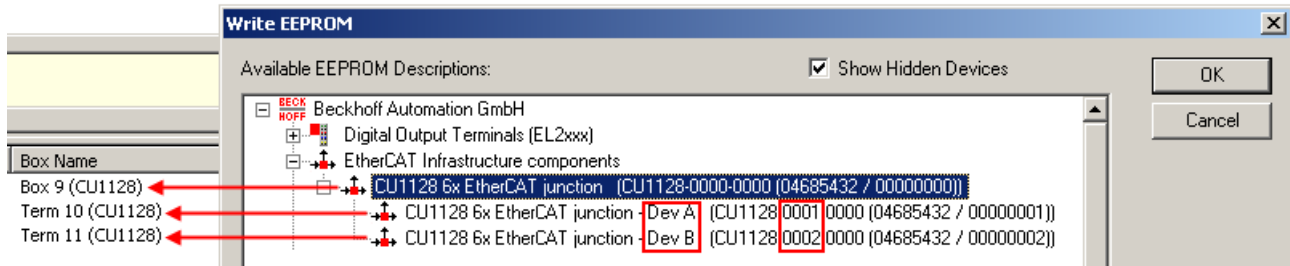 Write EEPROM
Available EEPROM Descriptions:
Show Hidden Devices
OK
Cancel
BECK
HOFF
Beckhoff Automation GmbH
Digital Output Terminals (EL2xxx)
EtherCAT Infrastructure components
CU1128 6x EtherCAT junction (CU1128-0000-0000 (04685432 / 00000000))
CU1128 6x EtherCAT junction - Dev A (CU1128-0001-0000 (04685432 / 00000001))
CU1128 6x EtherCAT junction - Dev B (CU1128-0002-0000 (04685432 / 00000002))
Box Name
Box 9 (CU1128)
Term 10 (CU1128)
Term 11 (CU1128)